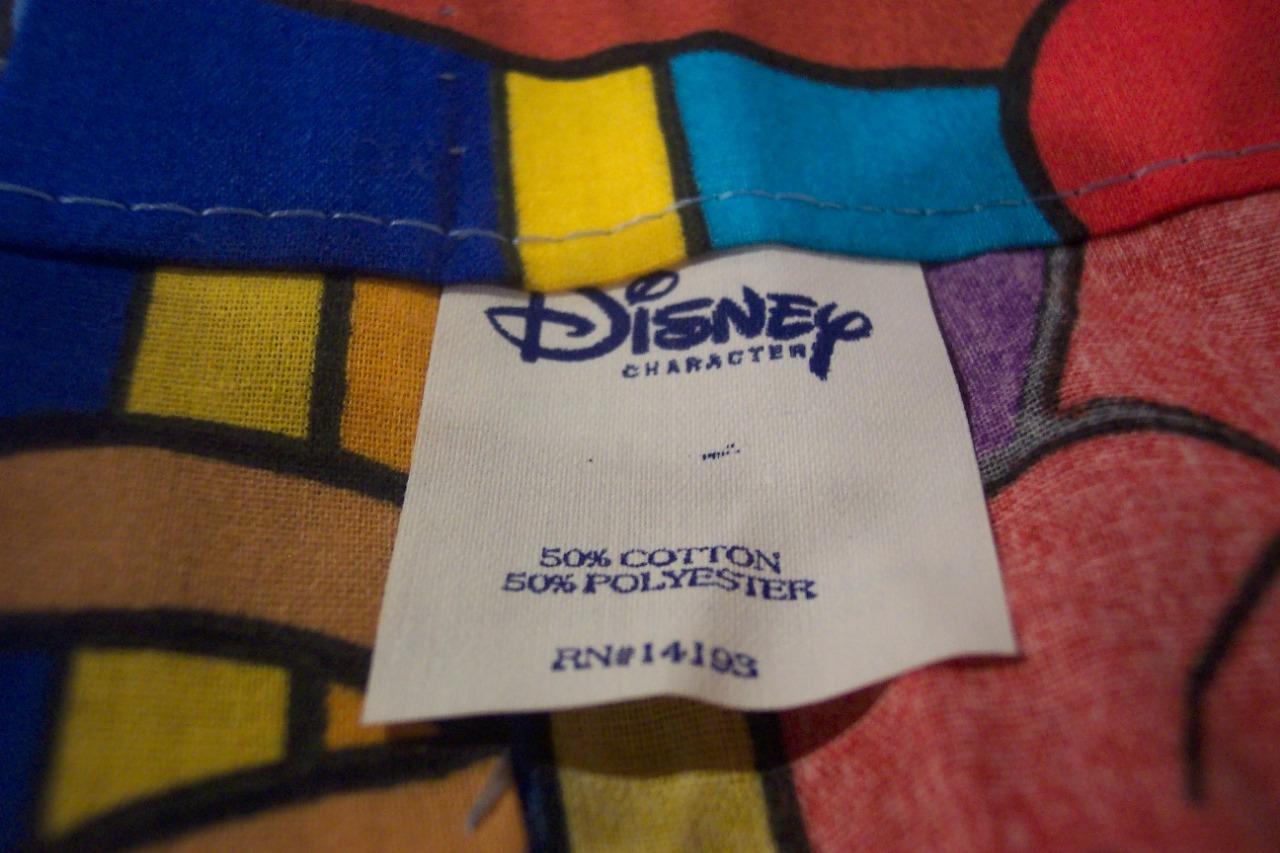 DISNEY
CHARACTER
50% COTTON
50% POLYESTER
RN#14193